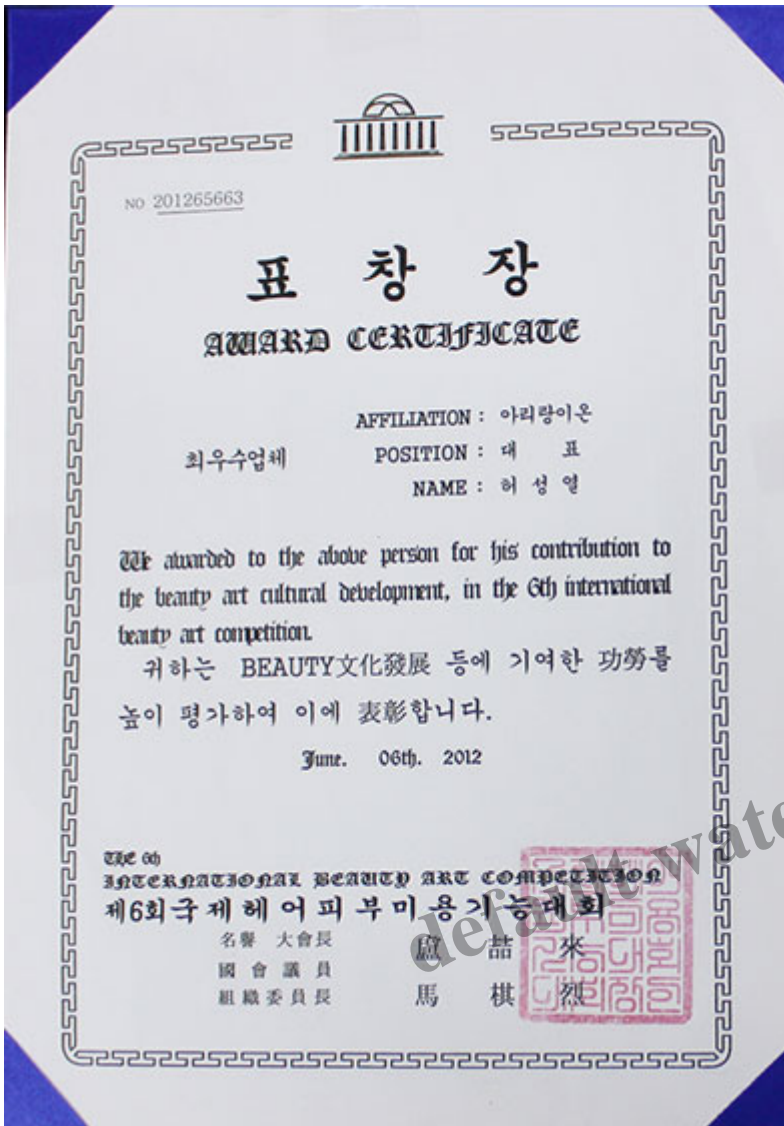 NO 201265663
표 창 장
AWARD CERTIFICATE
AFFILIATION : 아리랑이온
최우수업체
POSITION : 대 표
NAME : 허 성 열
We awarded to the above person for his contribution to
the beauty art cultural development, in the 6th international
beauty art competition.
귀하는 BEAUTY文化發展 등에 기여한 功勞를
높이 평가하여 이에 表彰합니다.
June. 06th. 2012
THE 6th
INTERNATIONAL BEAUTY ART COMPETITION
제6회국제헤어피부미용기능대회
名譽 大會長
國會議員 盧 喆 來
組織委員長 馬 棋 烈
default wate